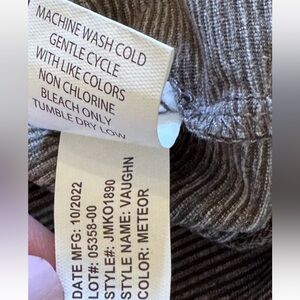 MACHINE WASH COLD
GENTLE CYCLE
WITH LIKE COLORS
NON CHLORINE
BLEACH ONLY
TUMBLE DRY LOW
DATE MFG: 10/2022
LOT#: 05358-00
STYLE#: JMKO1890
STYLE NAME: VAUGHN
COLOR: METEOR